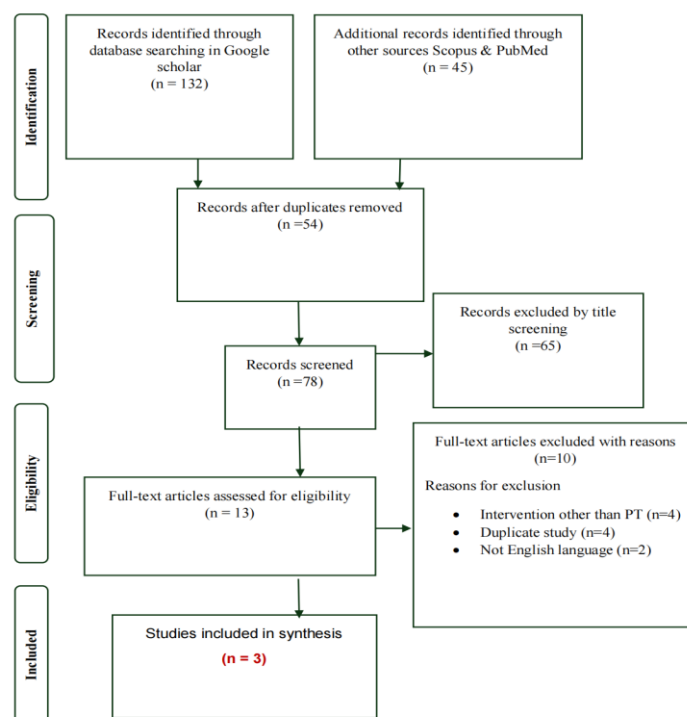 Identification
Records identified through
database searching in Google
scholar
(n = 132)
Additional records identified through
other sources Scopus & PubMed
(n = 45)
Records after duplicates removed
(n =54)
Screening
Records excluded by title
screening
(n =65)
Records screened
(n =78)
Eligibility
Full-text articles excluded with reasons
(n=10)
Reasons for exclusion
• Intervention other than PT (n=4)
• Duplicate study (n=4)
• Not English language (n=2)
Full-text articles assessed for eligibility
(n = 13)
Included
Studies included in synthesis
(n = 3)